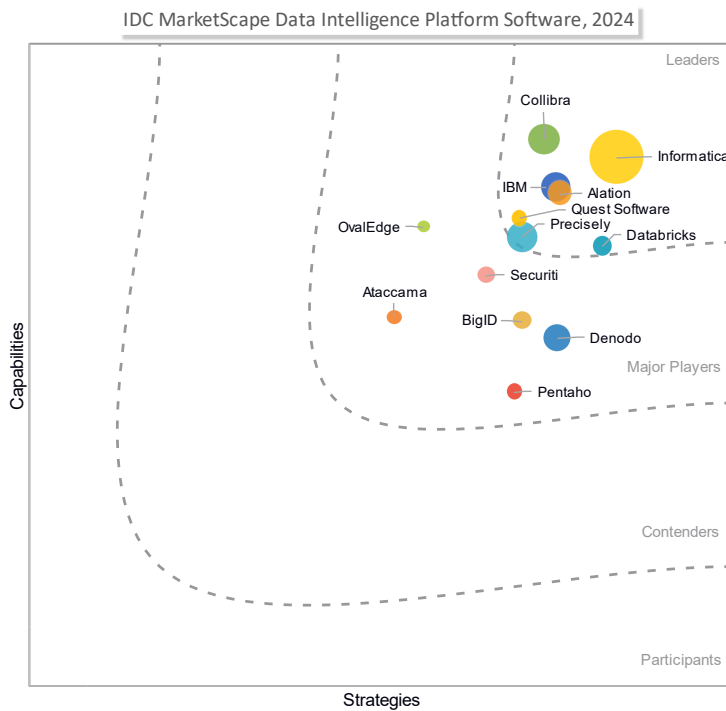 IDC MarketScape Data Intelligence Platform Software, 2024
Leaders
Collibra
Informatica
IBM
Alation
Quest Software
OvalEdge
Precisely
Databricks
Securiti
Ataccama
BigID
Denodo
Major Players
Pentaho
Capabilities
Contenders
Participants
Strategies